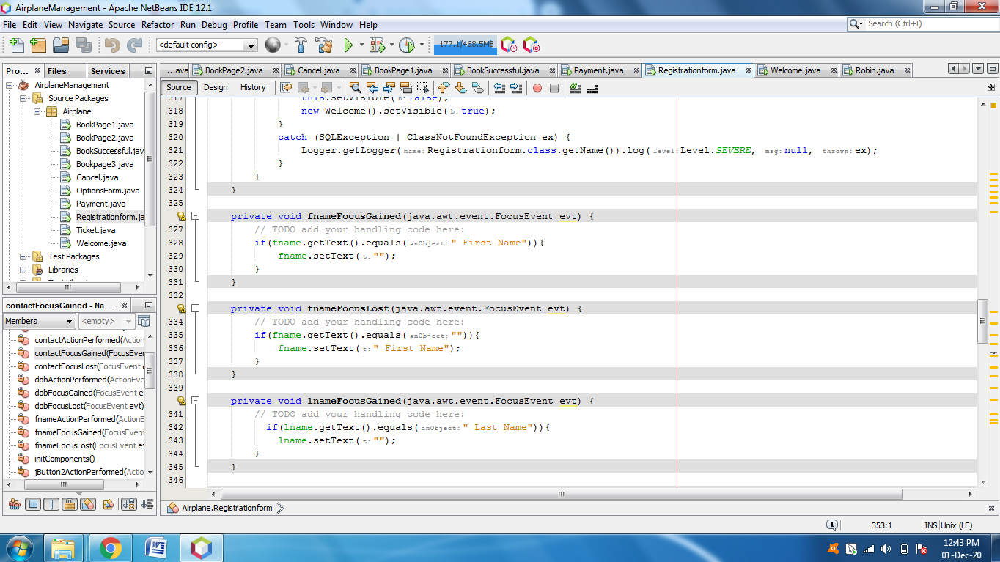 AirplaneManagement - Apache NetBeans IDE 12.1
File Edit View Navigate Source Refactor Run Debug Profile Team Tools Window Help
Search (Ctrl+I)
<default config>
177.1/468.5MB
Pro... Files Services
...ava BookPage2.java Cancel.java BookPage1.java BookSuccessful.java Payment.java Registrationform.java Welcome.java Robin.java
Source Design History
AirplaneManagement
Source Packages
Airplane
BookPage1.java
BookPage2.java
BookSuccessful.jav
Bookpage3.java
Cancel.java
OptionsForm.java
Payment.java
Registrationform.ja
Ticket.java
Welcome.java
Test Packages
Libraries
contactFocusGained - Na...
Members <empty>
contactActionPerformed(Action
contactFocusGained(FocusEven
contactFocusLost(FocusEvent e
dobActionPerformed(ActionEve
dobFocusGained(FocusEvent e
dobFocusLost(FocusEvent evt)
fnameActionPerformed(ActionE
fnameFocusGained(FocusEvent
fnameFocusLost(FocusEvent ev
initComponents()
jButton2ActionPerformed(Actio
317 this.setVisible(b:false);
318 new Welcome().setVisible(b:true);
319 }
320 catch (SQLException | ClassNotFoundException ex) {
321 Logger.getLogger(name:Registrationform.class.getName()).log(level:Level.SEVERE, msg:null, thrown:ex);
322 }
323 }
324 }
325
private void fnameFocusGained(java.awt.event.FocusEvent evt) {
327 // TODO add your handling code here:
328 if(fname.getText().equals(anObject:" First Name")){
329 fname.setText(t:"");
330 }
331 }
332
private void fnameFocusLost(java.awt.event.FocusEvent evt) {
334 // TODO add your handling code here:
335 if(fname.getText().equals(anObject:"")){
336 fname.setText(t:" First Name");
337 }
338 }
339
private void lnameFocusGained(java.awt.event.FocusEvent evt) {
341 // TODO add your handling code here:
342 if(lname.getText().equals(anObject:" Last Name")){
343 lname.setText(t:"");
344 }
345 }
346
Airplane.Registrationform
1 353:1 INS Unix (LF)
12:43 PM
01-Dec-20